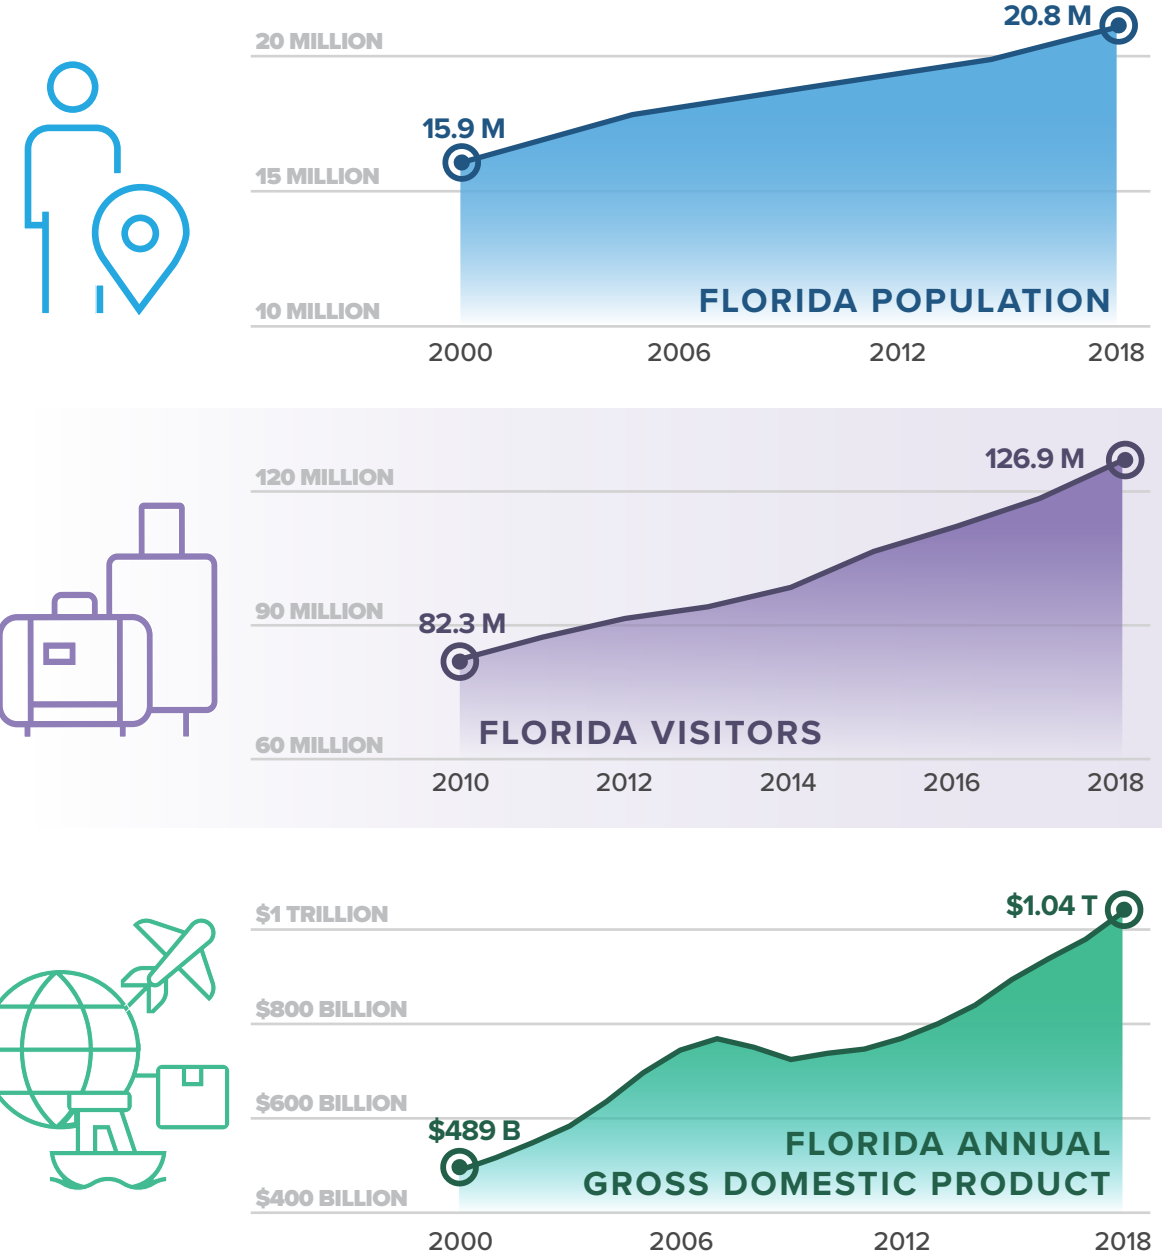 20.8 M
20 MILLION
15.9 M
15 MILLION
FLORIDA POPULATION
10 MILLION
2000 2006 2012 2018
126.9 M
120 MILLION
90 MILLION
82.3 M
FLORIDA VISITORS
60 MILLION
2010 2012 2014 2016 2018
$1.04 T
$1 TRILLION
$800 BILLION
$600 BILLION
$489 B
FLORIDA ANNUAL
GROSS DOMESTIC PRODUCT
$400 BILLION
2000 2006 2012 2018